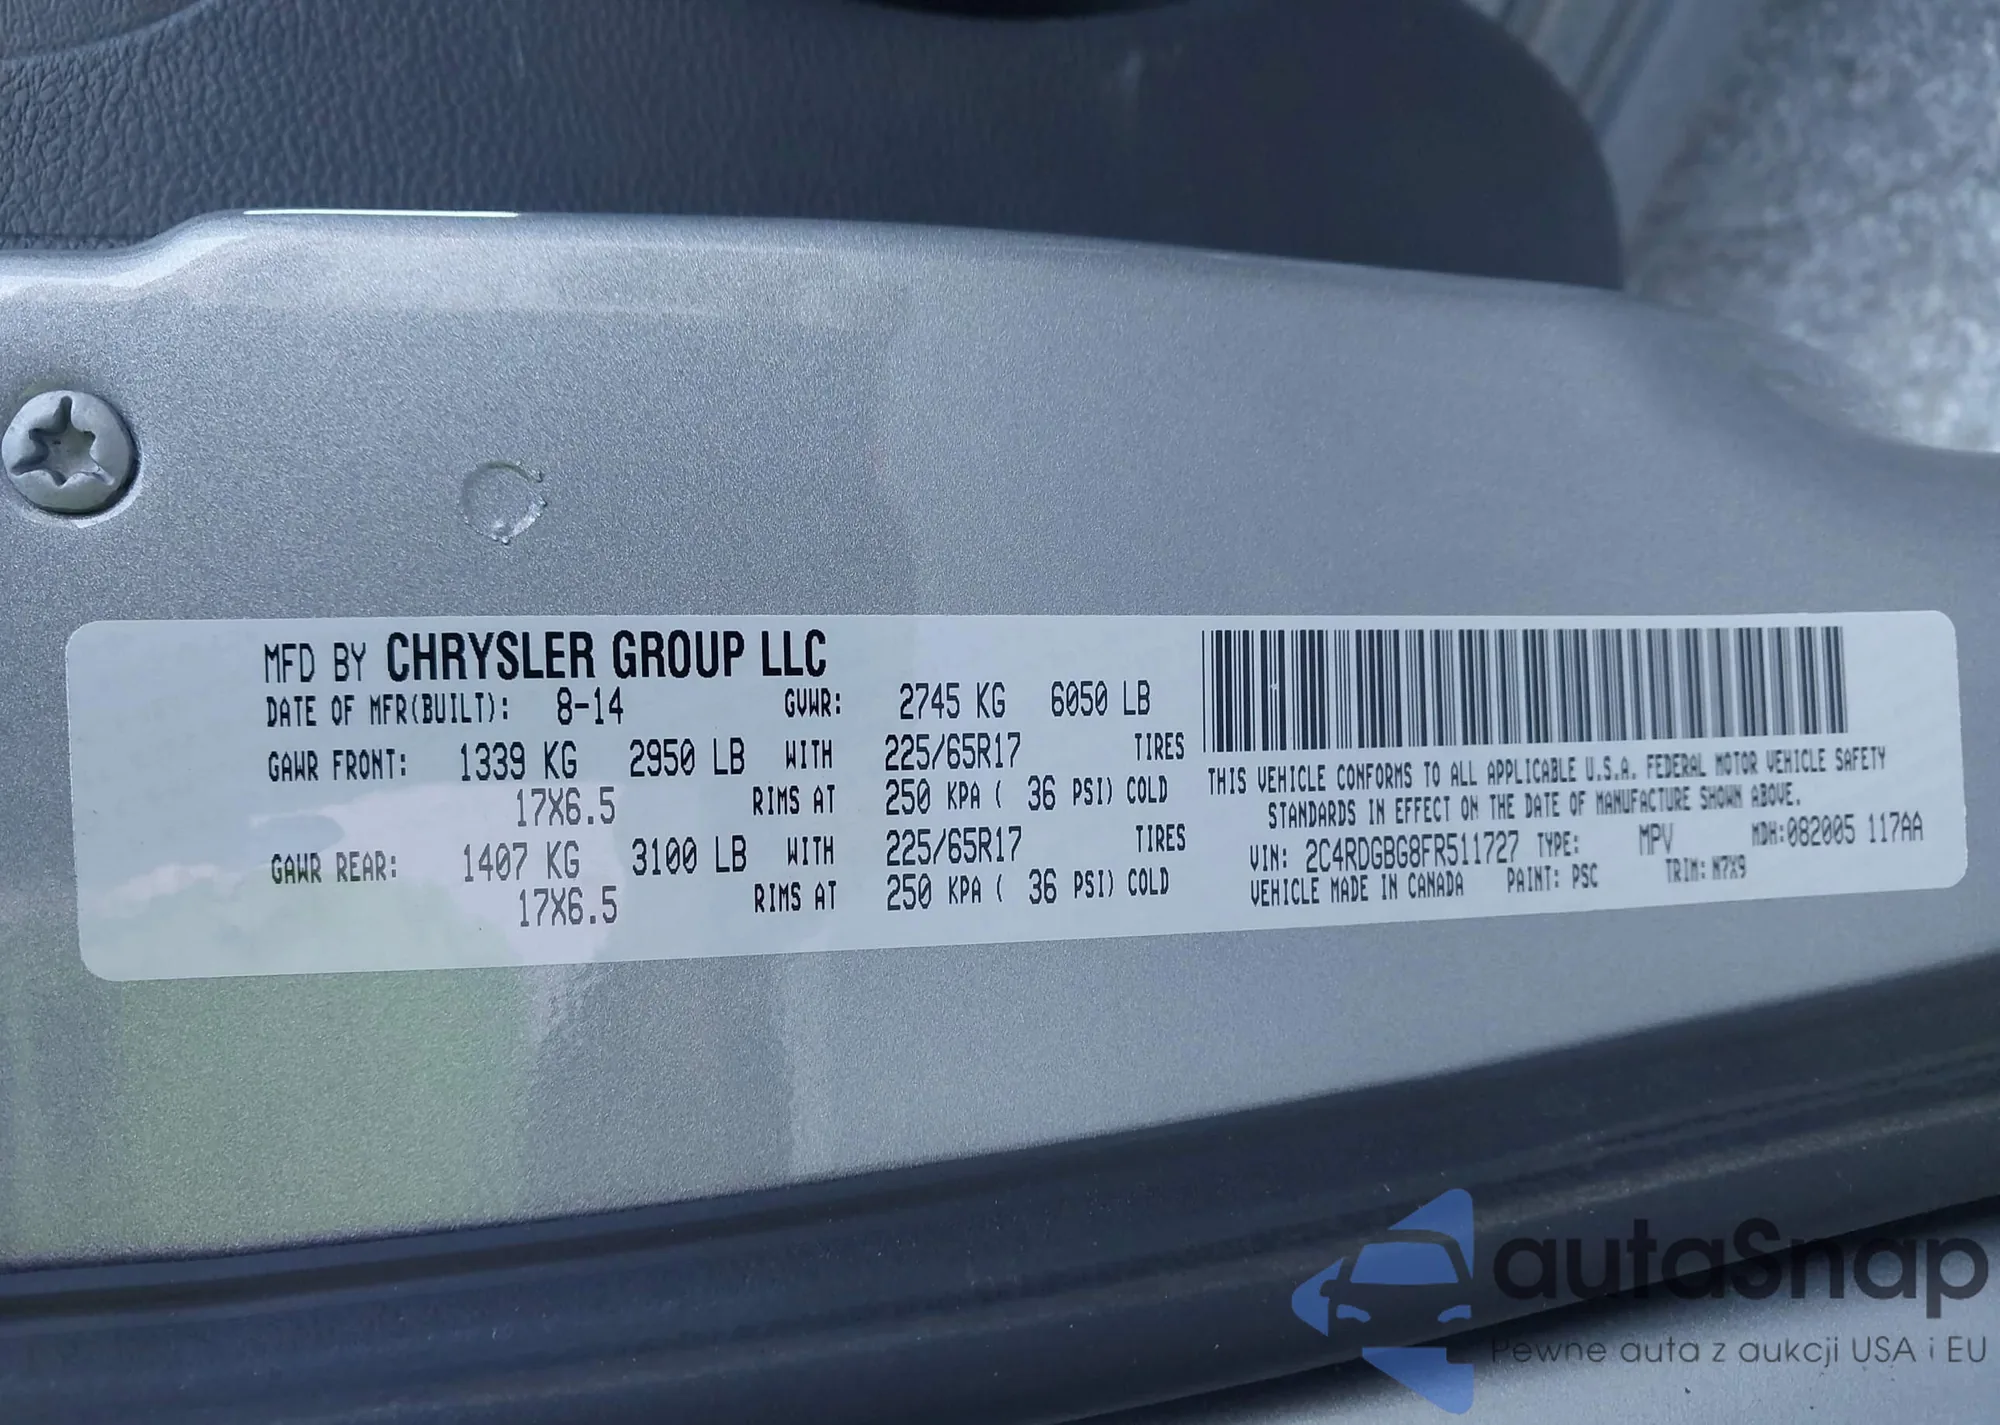 MFD BY CHRYSLER GROUP LLC
DATE OF MFR(BUILT): 8-14 GVWR: 2745 KG 6050 LB
GAWR FRONT: 1339 KG 2950 LB WITH 225/65R17 TIRES
17X6.5 RIMS AT 250 KPA ( 36 PSI) COLD
GAWR REAR: 1407 KG 3100 LB WITH 225/65R17 TIRES
17X6.5 RIMS AT 250 KPA ( 36 PSI) COLD
THIS VEHICLE CONFORMS TO ALL APPLICABLE U.S.A. FEDERAL MOTOR VEHICLE SAFETY
STANDARDS IN EFFECT ON THE DATE OF MANUFACTURE SHOWN ABOVE.
VIN: 2C4RDGBG8FR511727 TYPE: MPV MDH:082005 117AA
VEHICLE MADE IN CANADA PAINT: PSC TRIM: N7X9
autaSnap
Pewne auta z aukcji USA i EU